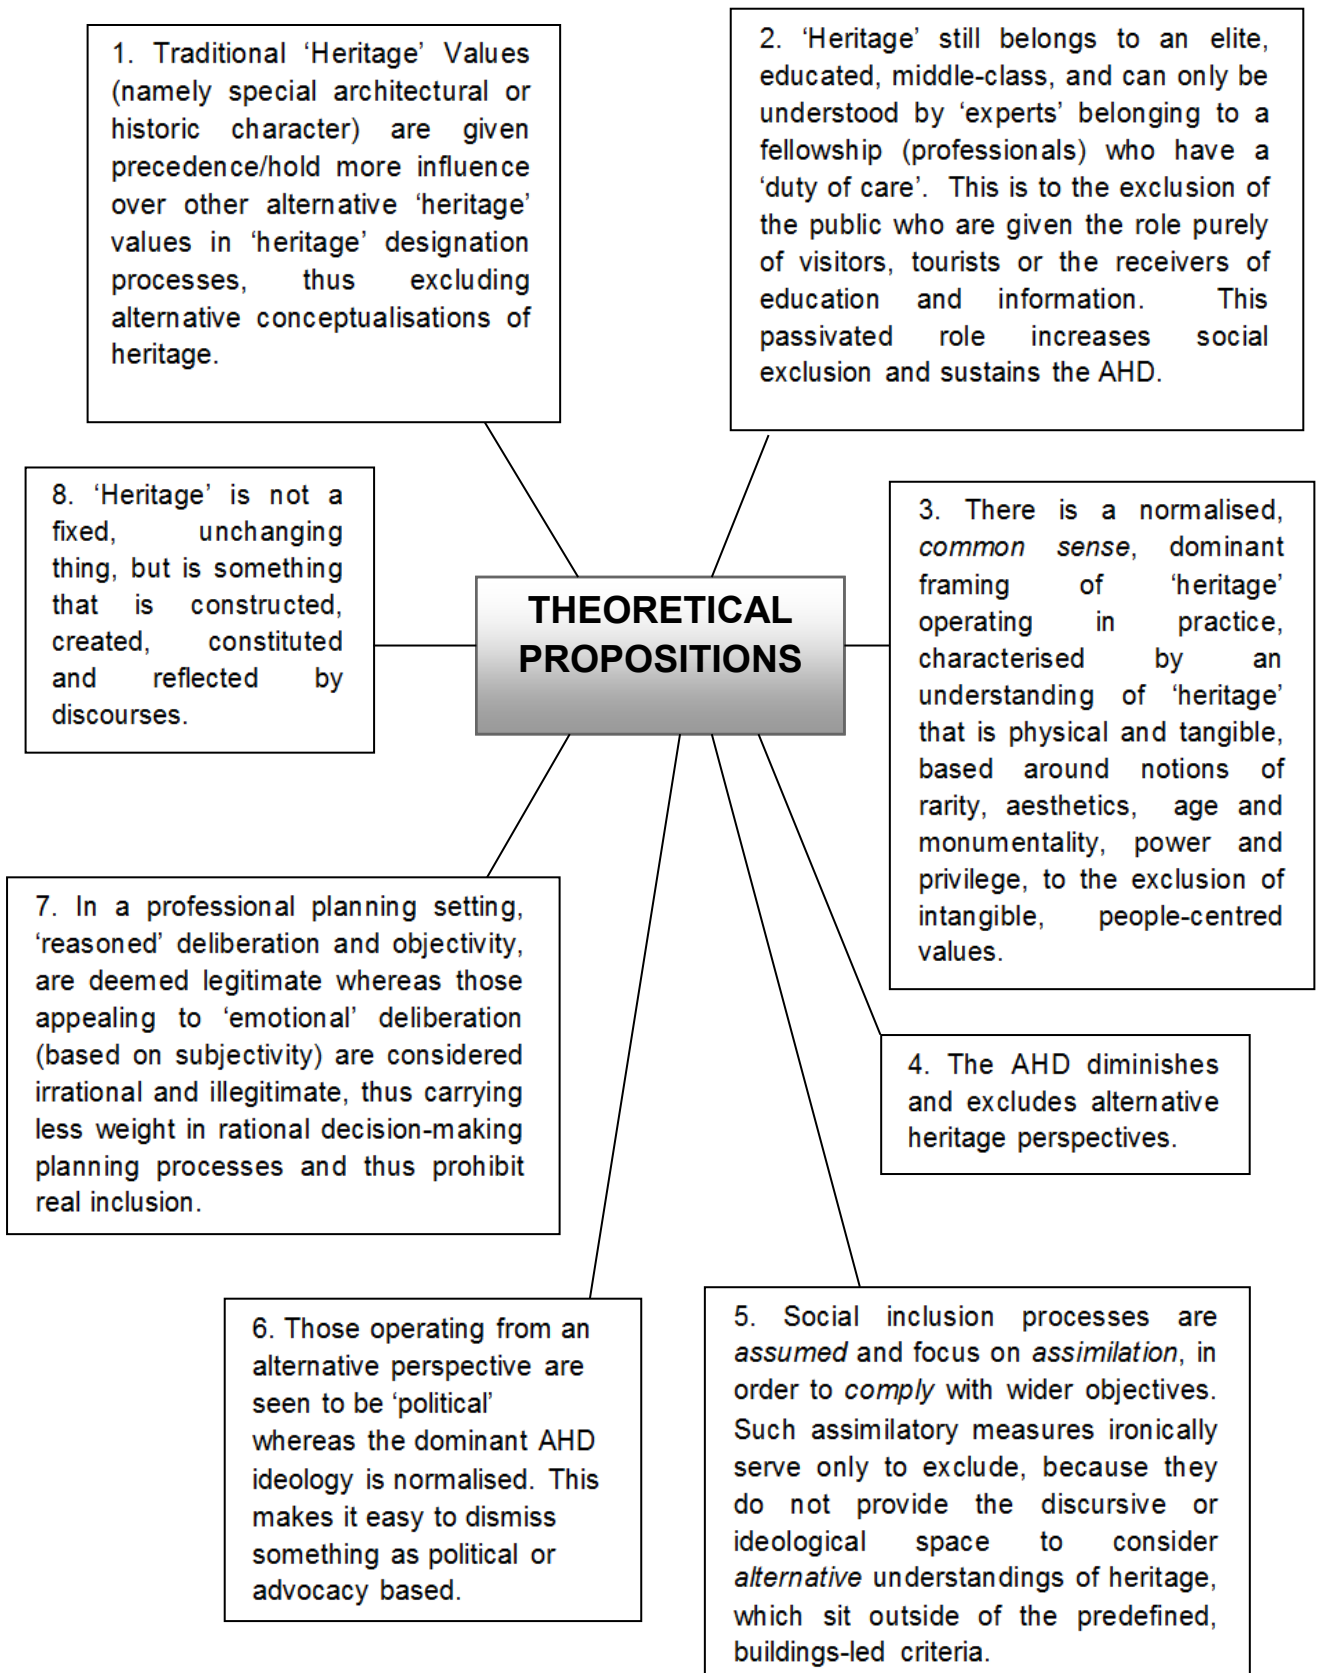 1. Traditional ‘Heritage’ Values
(namely special architectural or
historic character) are given
precedence/hold more influence
over other alternative ‘heritage’
values in ‘heritage’ designation
processes, thus excluding
alternative conceptualisations of
heritage.
2. ‘Heritage’ still belongs to an elite,
educated, middle-class, and can only be
understood by ‘experts’ belonging to a
fellowship (professionals) who have a
‘duty of care’. This is to the exclusion of
the public who are given the role purely
of visitors, tourists or the receivers of
education and information. This
passivated role increases social
exclusion and sustains the AHD.
8. ‘Heritage’ is not a
fixed, unchanging
thing, but is something
that is constructed,
created, constituted
and reflected by
discourses.
THEORETICAL
PROPOSITIONS
3. There is a normalised,
common sense, dominant
framing of ‘heritage’
operating in practice,
characterised by an
understanding of ‘heritage’
that is physical and tangible,
based around notions of
rarity, aesthetics, age and
monumentality, power and
privilege, to the exclusion of
intangible, people-centred
values.
7. In a professional planning setting,
‘reasoned’ deliberation and objectivity,
are deemed legitimate whereas those
appealing to ‘emotional’ deliberation
(based on subjectivity) are considered
irrational and illegitimate, thus carrying
less weight in rational decision-making
planning processes and thus prohibit
real inclusion.
4. The AHD diminishes
and excludes alternative
heritage perspectives.
6. Those operating from an
alternative perspective are
seen to be ‘political’
whereas the dominant AHD
ideology is normalised. This
makes it easy to dismiss
something as political or
advocacy based.
5. Social inclusion processes are
assumed and focus on assimilation, in
order to comply with wider objectives.
Such assimilatory measures ironically
serve only to exclude, because they
do not provide the discursive or
ideological space to consider
alternative understandings of heritage,
which sit outside of the predefined,
buildings-led criteria.